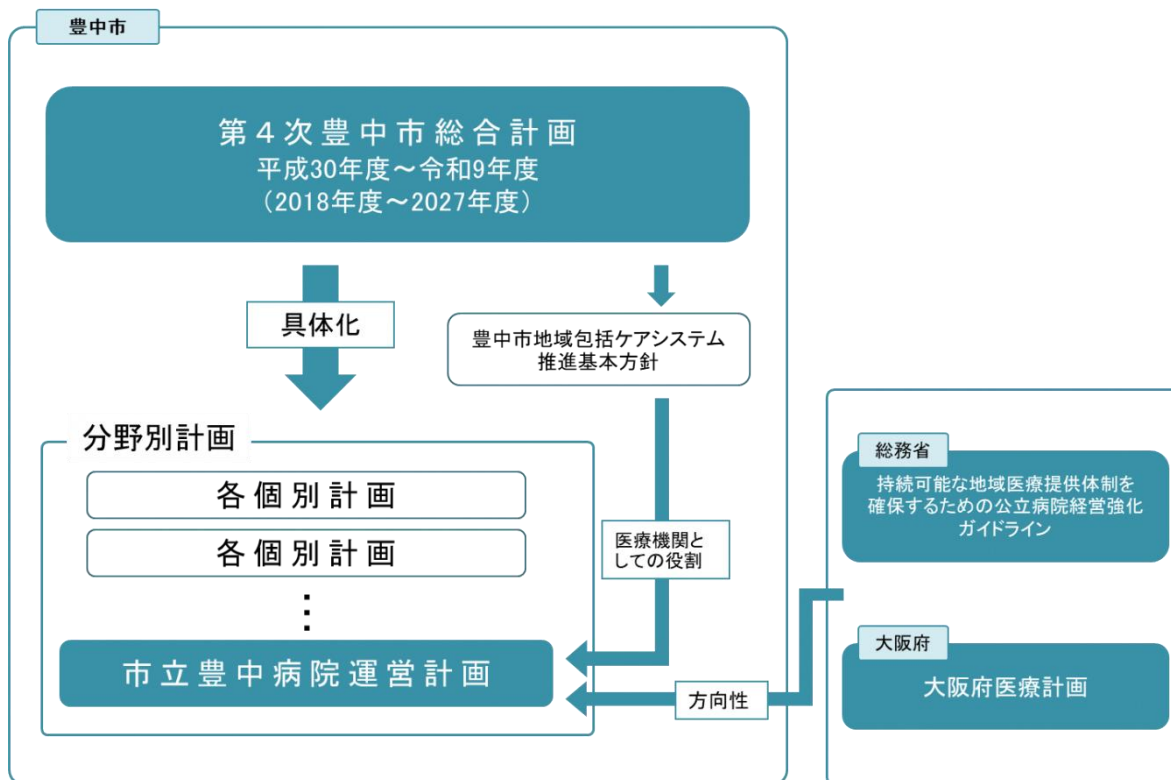 豊中市
第4次豊中市総合計画
平成30年度～令和9年度
（2018年度～2027年度）
具体化
豊中市地域包括ケアシステム
推進基本方針
分野別計画
各個別計画
各個別計画
⋮
医療機関と
しての役割
市立豊中病院運営計画
方向性
総務省
持続可能な地域医療提供体制を
確保するための公立病院経営強化
ガイドライン
大阪府
大阪府医療計画